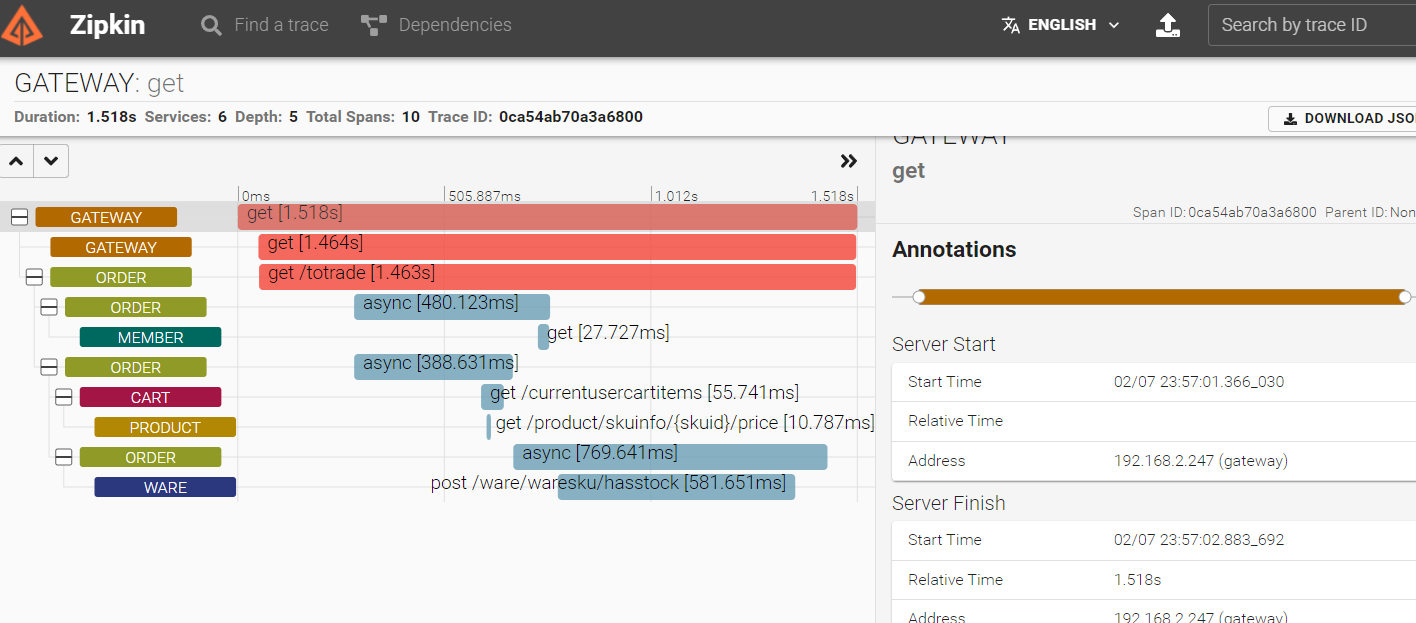 Zipkin Find a trace Dependencies ENGLISH Search by trace ID
GATEWAY: get
Duration: 1.518s Services: 6 Depth: 5 Total Spans: 10 Trace ID: 0ca54ab70a3a6800
DOWNLOAD JSO
0ms 505.887ms 1.012s 1.518s
GATEWAY get [1.518s]
GATEWAY get [1.464s]
ORDER get /totrade [1.463s]
ORDER async [480.123ms]
MEMBER get [27.727ms]
ORDER async [388.631ms]
CART get /currentusercartitems [55.741ms]
PRODUCT get /product/skuinfo/{skuid}/price [10.787ms]
ORDER async [769.641ms]
WARE post /ware/waresku/hasstock [581.651ms]
GATEWAY
get
Span ID: 0ca54ab70a3a6800 Parent ID: Non
Annotations
Server Start
Start Time 02/07 23:57:01.366_030
Relative Time
Address 192.168.2.247 (gateway)
Server Finish
Start Time 02/07 23:57:02.883_692
Relative Time 1.518s
Address 192.168.2.247 (gateway)